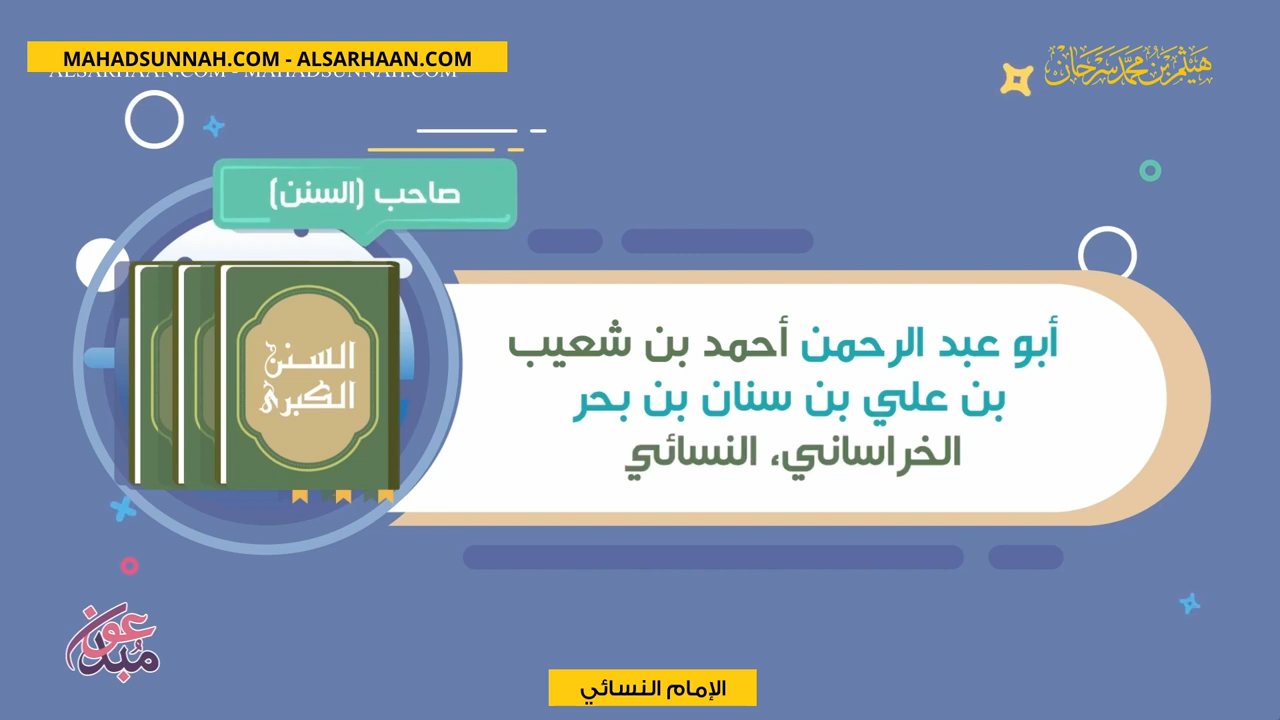 MAHADSUNNAH.COM - ALSARHAAN.COM
ALSARHAAN.COM - MAHADSUNNAH.COM
هيثم بن محمد سرحان
صاحب (السنن)
السنن
الكبرى
أبو عبد الرحمن أحمد بن شعيب
بن علي بن سنان بن بحر
الخراساني، النسائي
مبدعون
الإمام النسائي